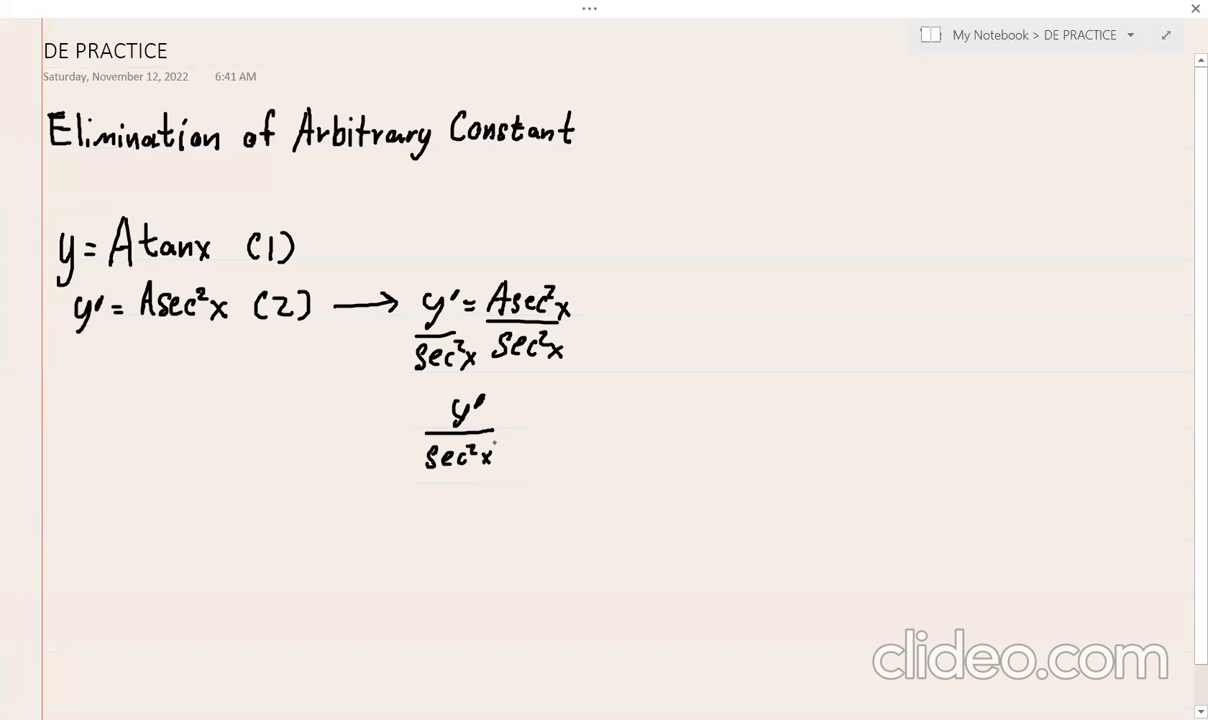 DE PRACTICE
Saturday, November 12, 2022 6:41 AM
My Notebook > DE PRACTICE
Elimination of Arbitrary Constant
y = A tanx (1)
y' = Asec²x (2) ⟶ y' = Asec²x
sec²x sec²x
y'
sec²x
clideo.com